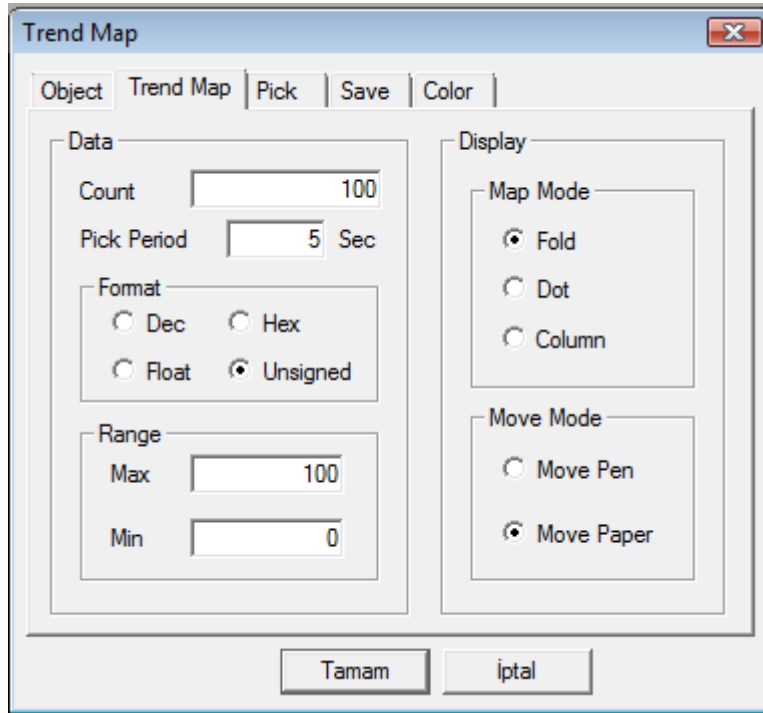 Trend Map
Object Trend Map Pick Save Color
Data
Count 100
Pick Period 5 Sec
Format
Dec Hex
Float Unsigned
Range
Max 100
Min 0
Display
Map Mode
Fold
Dot
Column
Move Mode
Move Pen
Move Paper
Tamam İptal